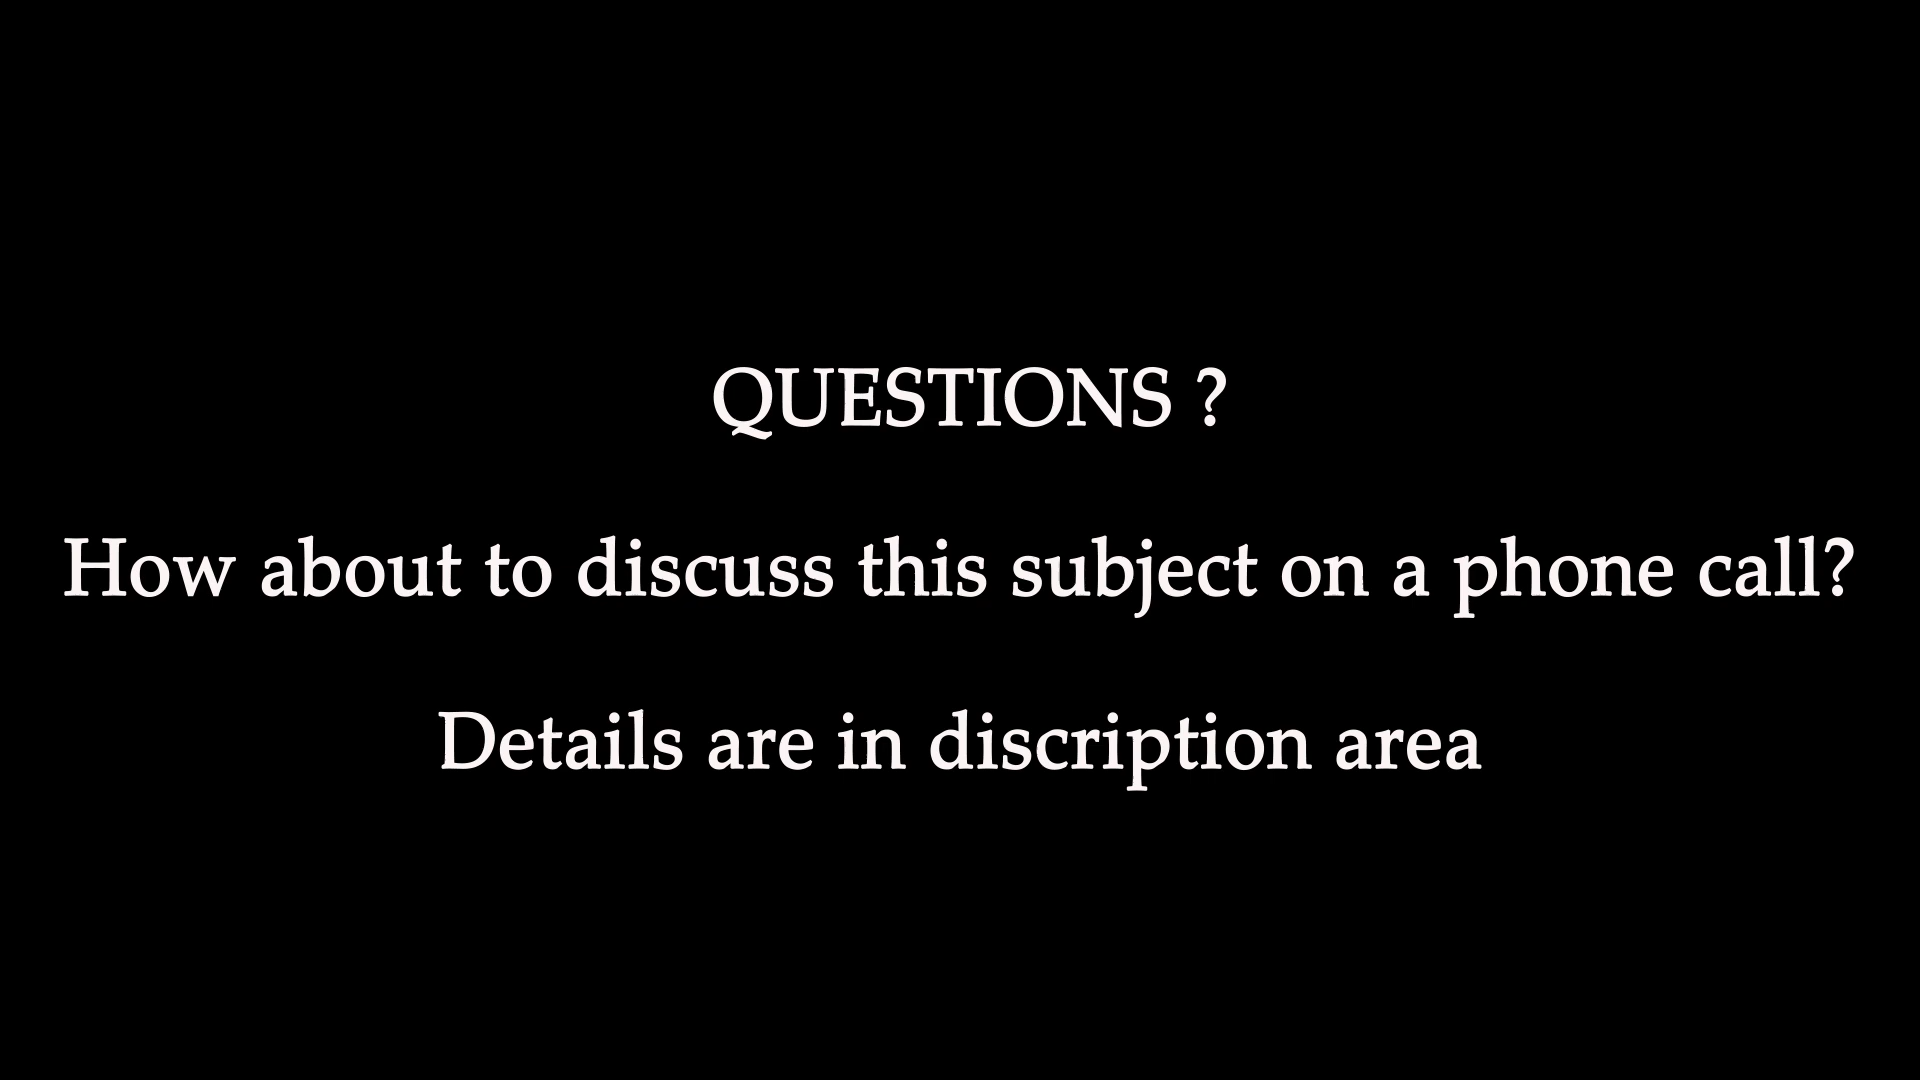 QUESTIONS ?
How about to discuss this subject on a phone call?
Details are in discription area